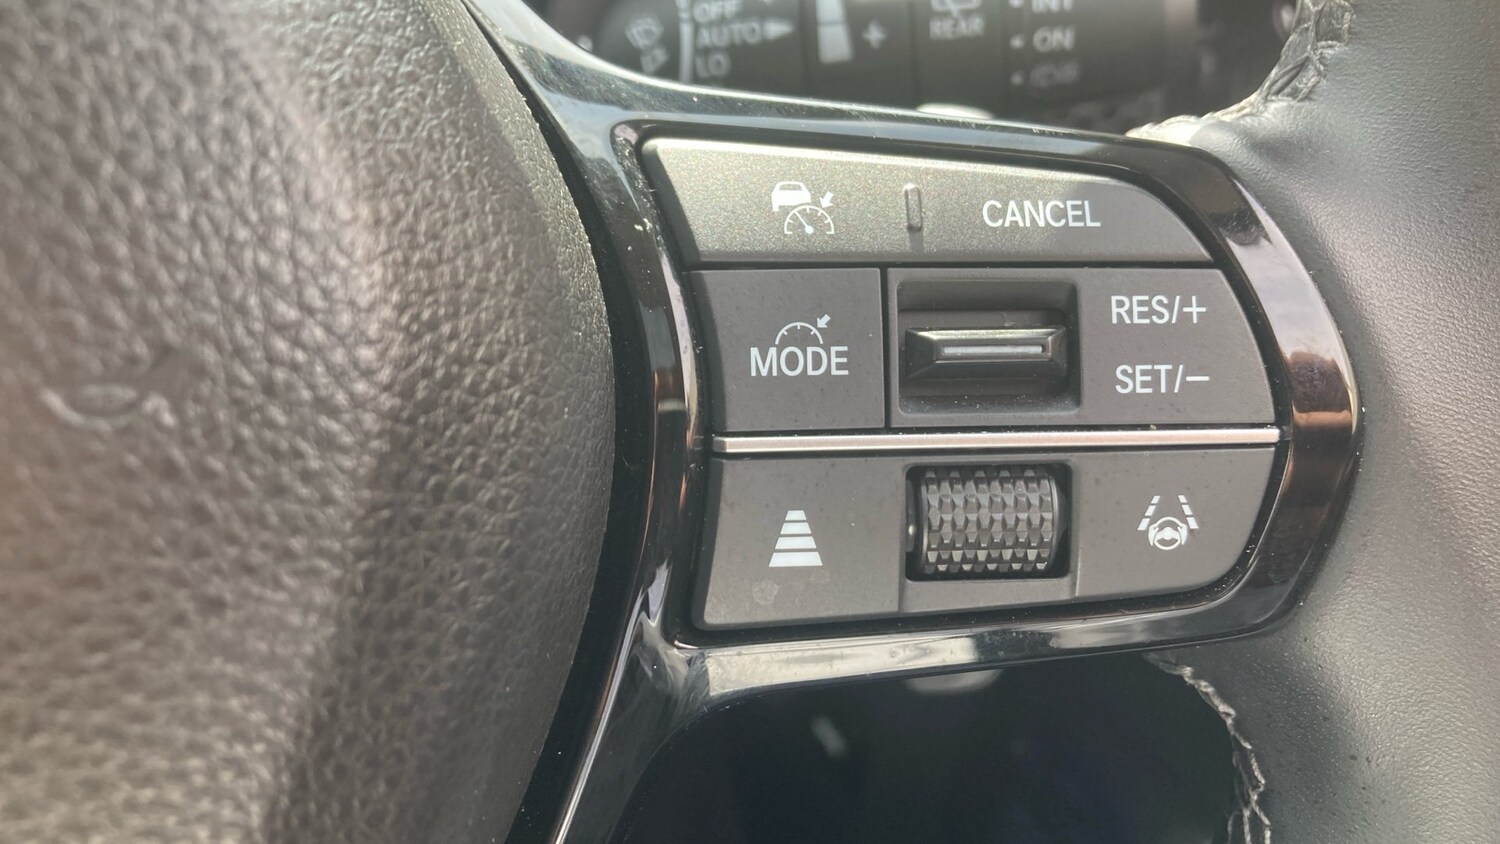 OFF
AUTO
LO
+
REAR
INT
ON
CANCEL
MODE
RES/+
SET/−